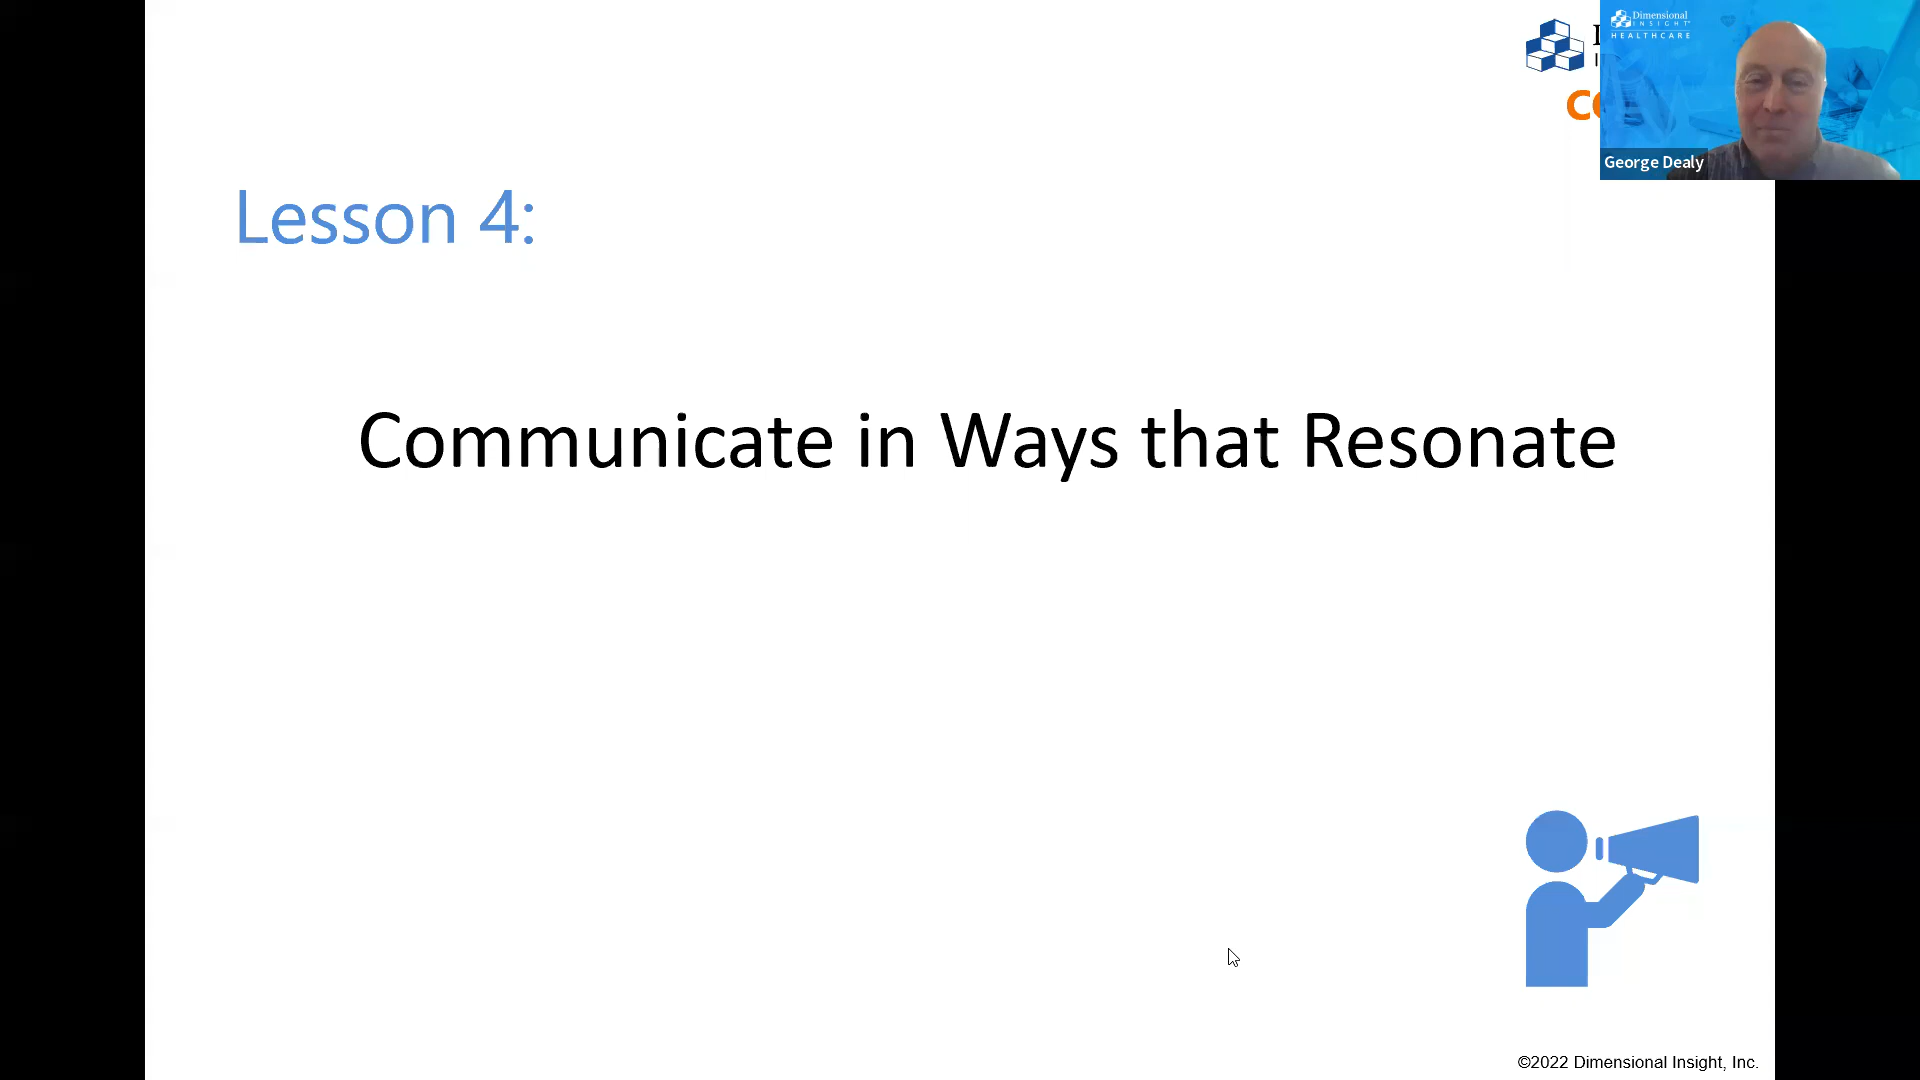 Dimensional
INSIGHT
HEALTHCARE
George Dealy
Lesson 4:
Communicate in Ways that Resonate
©2022 Dimensional Insight, Inc.